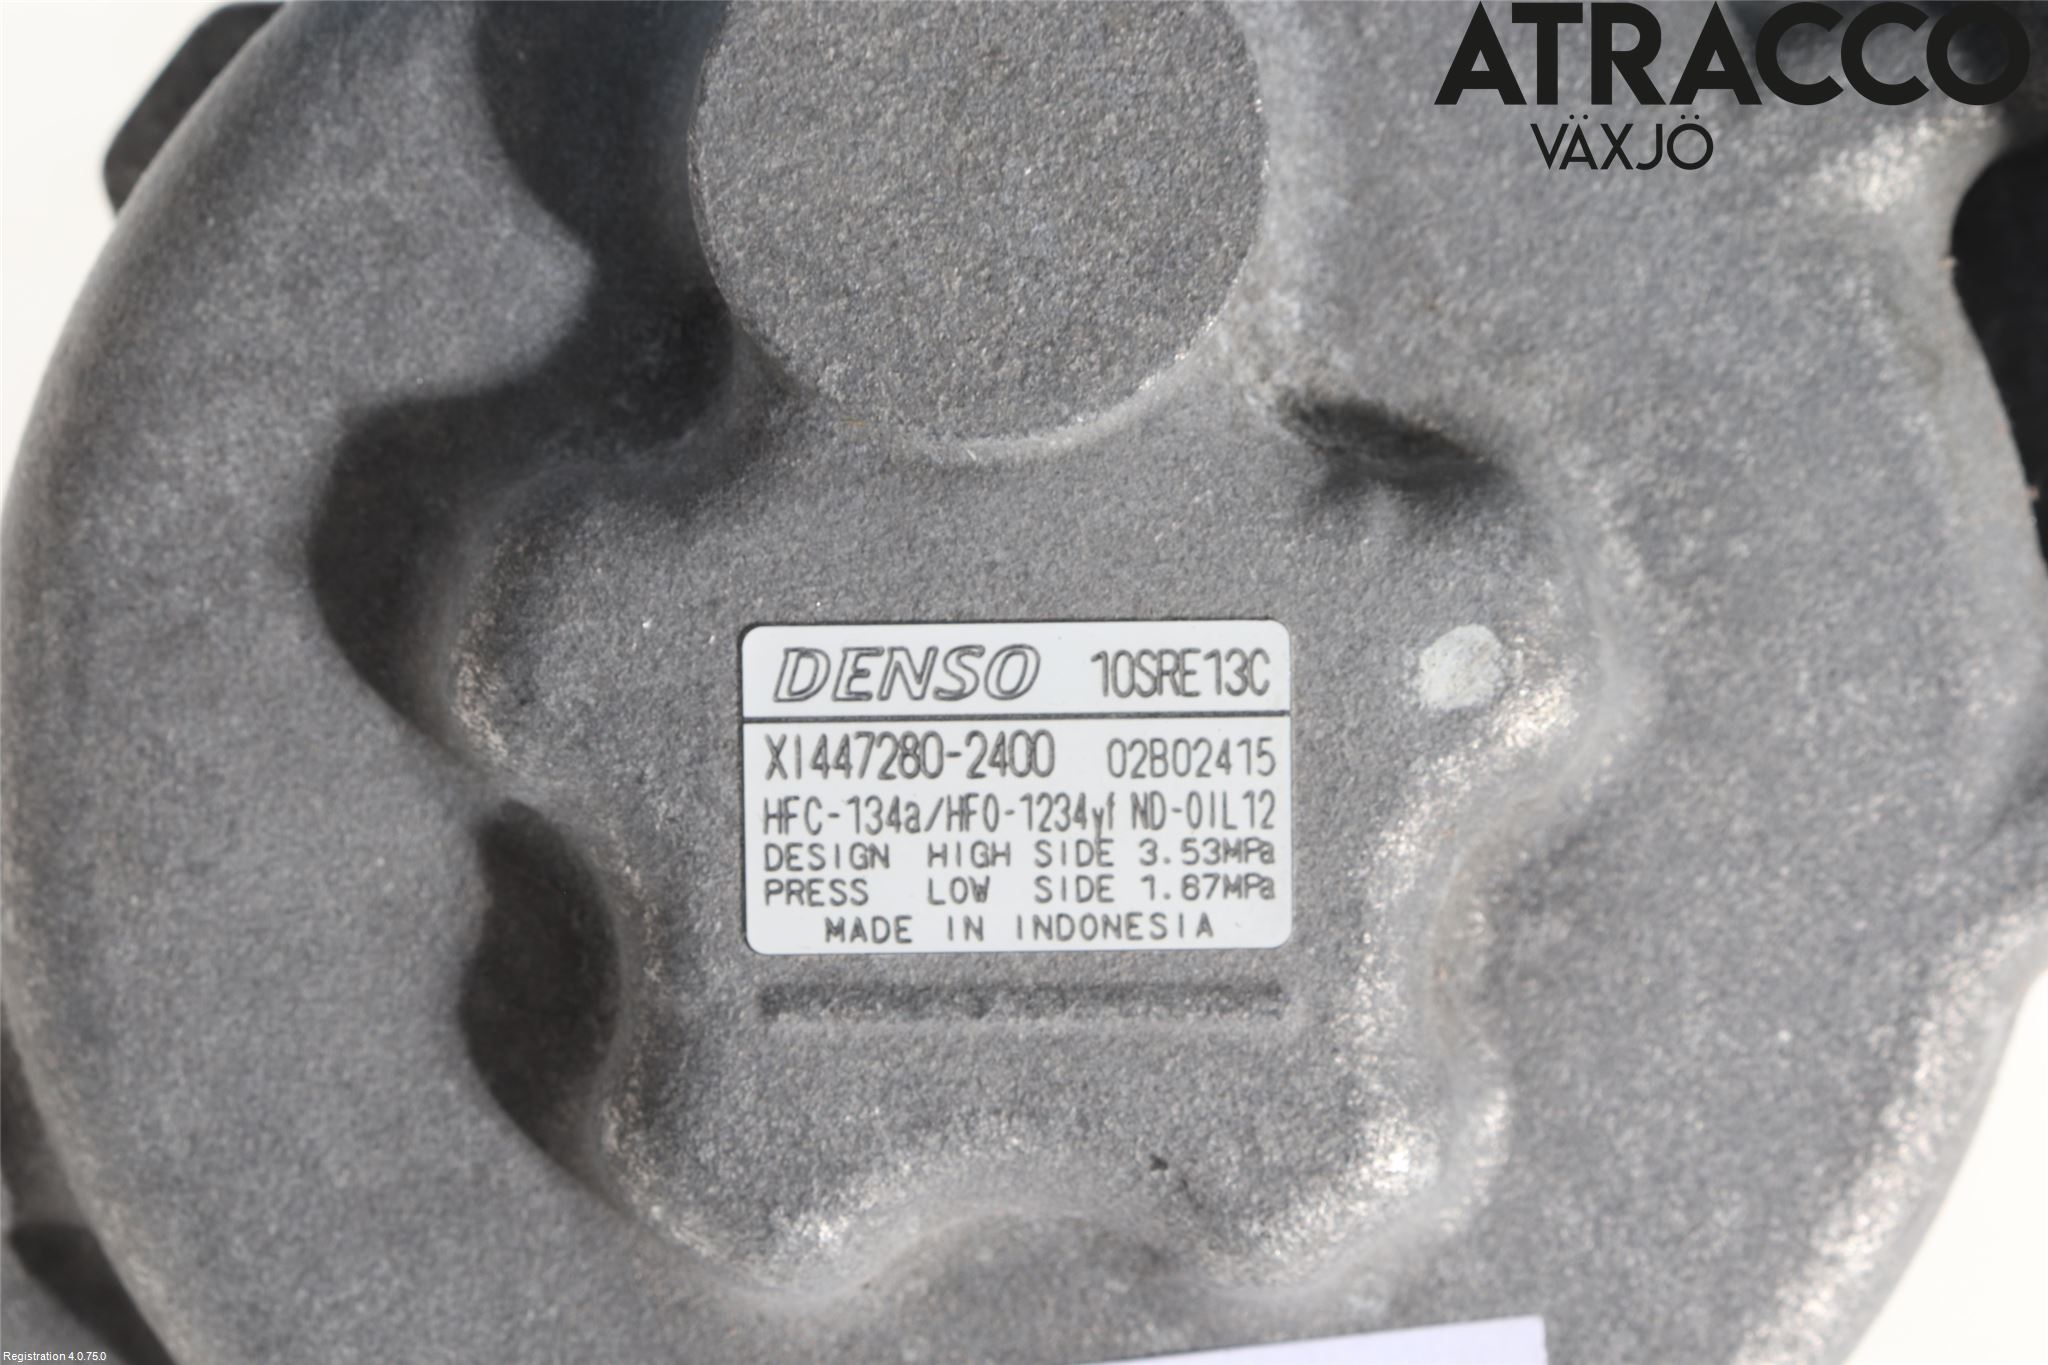 ATRACCO
VÄXJÖ
DENSO 10SRE13C
XI447280-2400 02B02415
HFC-134a/HFO-1234yf ND-OIL12
DESIGN HIGH SIDE 3.53MPa
PRESS LOW SIDE 1.67MPa
MADE IN INDONESIA
Registration 4.0.75.0